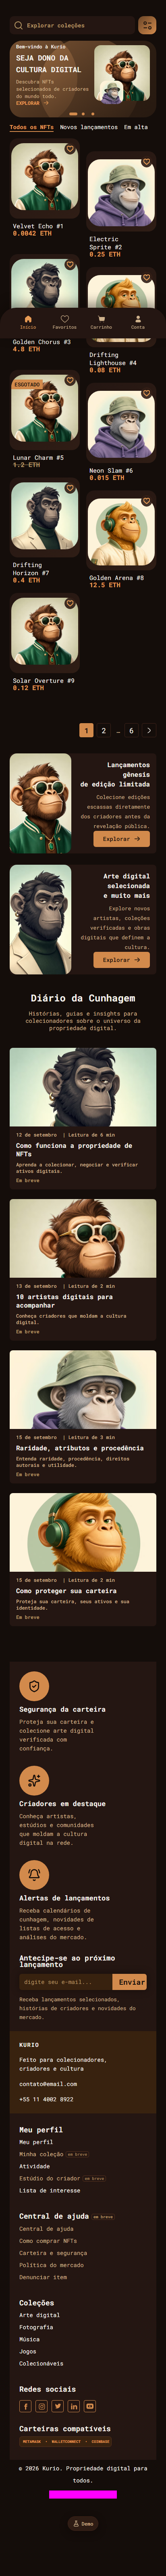 Explorar coleções
Bem-vindo à Kurio
SEJA DONO DA
CULTURA DIGITAL
Descubra NFTs
selecionados de criadores
do mundo todo.
EXPLORAR →
Todos os NFTs
Novos lançamentos
Em alta
Velvet Echo #1
0.0042 ETH
Electric
Sprite #2
0.25 ETH
Início
Favoritos
Carrinho
Conta
Golden Chorus #3
4.8 ETH
Drifting
Lighthouse #4
0.08 ETH
ESGOTADO
Lunar Charm #5
1.2 ETH
Neon Slam #6
0.015 ETH
Drifting
Horizon #7
0.4 ETH
Golden Arena #8
12.5 ETH
Solar Overture #9
0.12 ETH
1 2 … 6
Lançamentos
gênesis
de edição limitada
Colecione edições
escassas diretamente
dos criadores antes da
revelação pública.
Explorar →
Arte digital
selecionada
e muito mais
Explore novos
artistas, coleções
verificadas e obras
digitais que definem a
cultura.
Explorar →
Diário da Cunhagem
Histórias, guias e insights para
colecionadores sobre o universo da
propriedade digital.
12 de setembro | Leitura de 6 min
Como funciona a propriedade de
NFTs
Aprenda a colecionar, negociar e verificar
ativos digitais.
Em breve
13 de setembro | Leitura de 2 min
10 artistas digitais para
acompanhar
Conheça criadores que moldam a cultura
digital.
Em breve
15 de setembro | Leitura de 3 min
Raridade, atributos e procedência
Entenda raridade, procedência, direitos
autorais e utilidade.
Em breve
15 de setembro | Leitura de 2 min
Como proteger sua carteira
Proteja sua carteira, seus ativos e sua
identidade.
Em breve
Segurança da carteira
Proteja sua carteira e
colecione arte digital
verificada com
confiança.
Criadores em destaque
Conheça artistas,
estúdios e comunidades
que moldam a cultura
digital na rede.
Alertas de lançamentos
Receba calendários de
cunhagem, novidades de
listas de acesso e
análises do mercado.
Antecipe-se ao próximo
lançamento
digite seu e-mail...
Enviar
Receba lançamentos selecionados,
histórias de criadores e novidades do
mercado.
KURIO
Feito para colecionadores,
criadores e cultura
contato@email.com
+55 11 4002 8922
Meu perfil
Meu perfil
Minha coleção em breve
Atividade
Estúdio do criador em breve
Lista de interesse
Central de ajuda em breve
Central de ajuda
Como comprar NFTs
Carteira e segurança
Política do mercado
Denunciar item
Coleções
Arte digital
Fotografia
Música
Jogos
Colecionáveis
Redes sociais
Carteiras compatíveis
METAMASK • WALLETCONNECT • COINBASE
© 2026 Kurio. Propriedade digital para
todos.
Demo